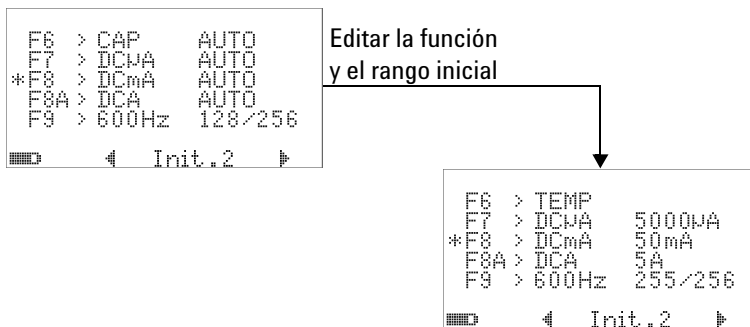 F6 > CAP AUTO
F7 > DCμA AUTO
*F8 > DCmA AUTO
F8A > DCA AUTO
F9 > 600Hz 128/256
Init.2
Editar la función
y el rango inicial
F6 > TEMP
F7 > DCμA 5000μA
*F8 > DCmA 50mA
F8A > DCA 5A
F9 > 600Hz 255/256
Init.2